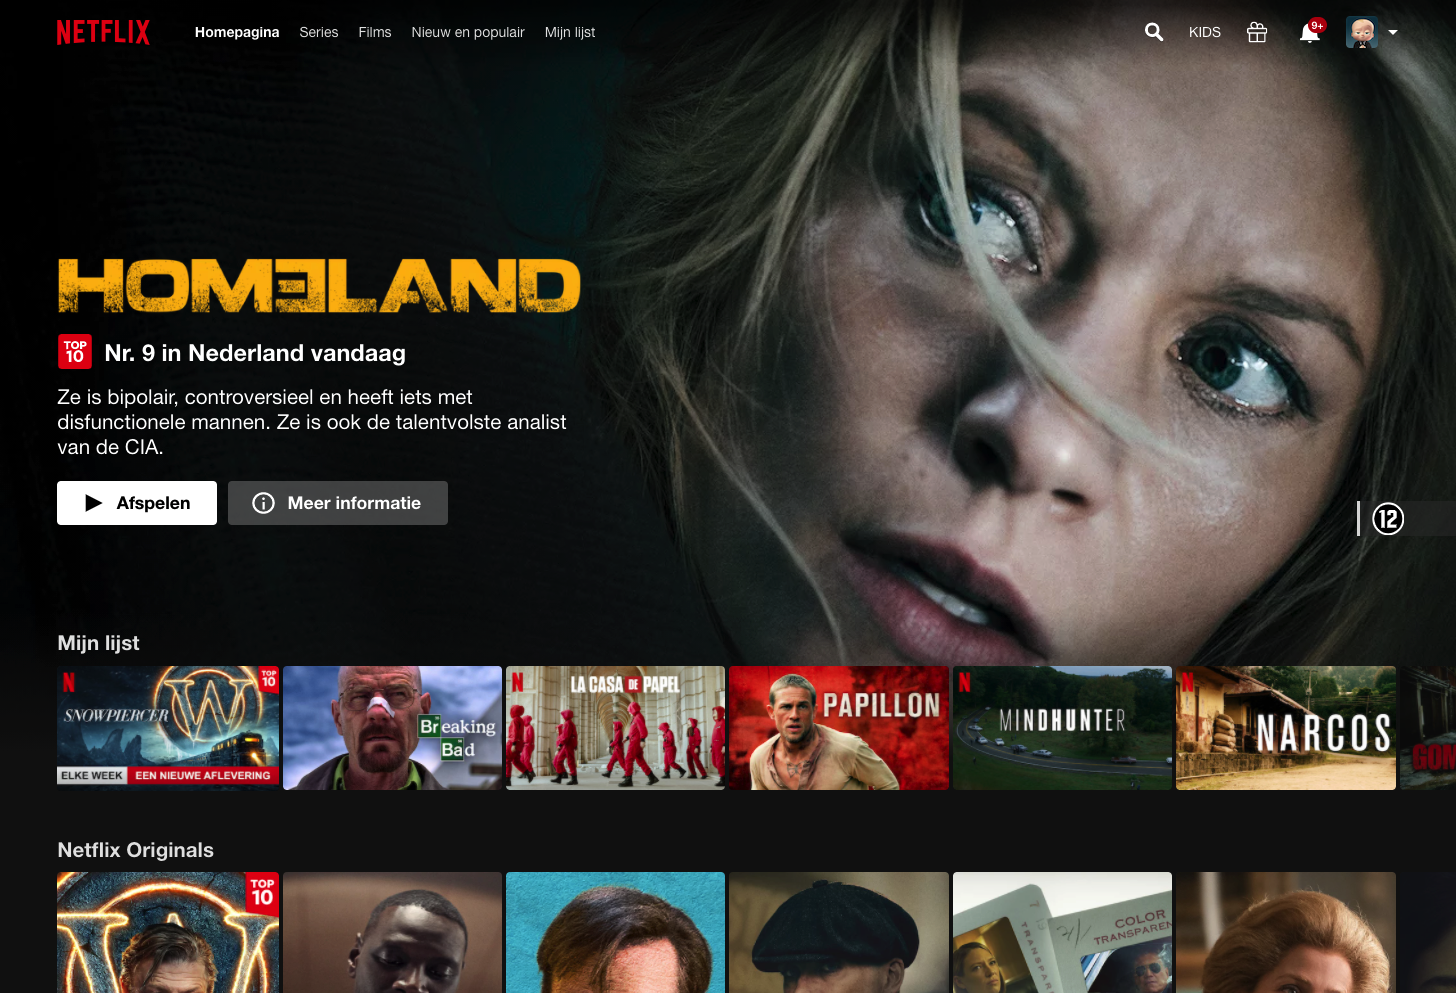 NETFLIX
Homepagina Series Films Nieuw en populair Mijn lijst
KIDS 9+
HOMELAND
TOP 10 Nr. 9 in Nederland vandaag
Ze is bipolair, controversieel en heeft iets met
disfunctionele mannen. Ze is ook de talentvolste analist
van de CIA.
Afspelen Meer informatie
12
Mijn lijst
N TOP 10
SNOWPIERCER W
ELKE WEEK EEN NIEUWE AFLEVERING
Breaking
Bad
N LA CASA DE PAPEL
PAPILLON
N MINDHUNTER
N NARCOS
Netflix Originals
TOP
10
COLOR